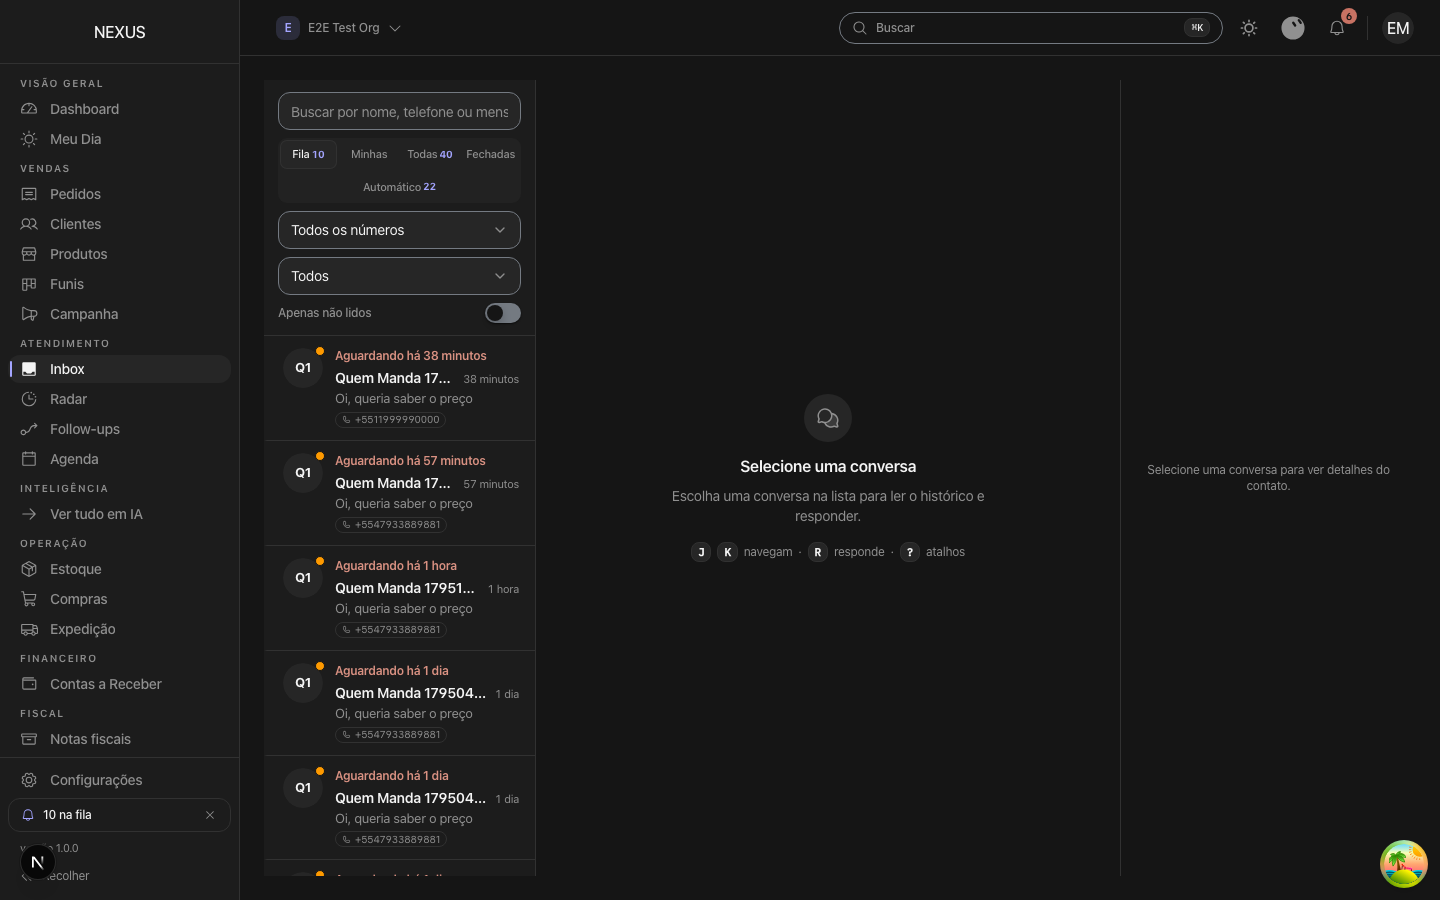 NEXUS
E E2E Test Org
Buscar
⌘K
6
EM
VISÃO GERAL
Dashboard
Meu Dia
VENDAS
Pedidos
Clientes
Produtos
Funis
Campanha
ATENDIMENTO
Inbox
Radar
Follow-ups
Agenda
INTELIGÊNCIA
Ver tudo em IA
OPERAÇÃO
Estoque
Compras
Expedição
FINANCEIRO
Contas a Receber
FISCAL
Notas fiscais
Configurações
10 na fila
1.0.0
N
Buscar por nome, telefone ou mens
Fila 10 Minhas Todas 40 Fechadas
Automático 22
Todos os números
Todos
Apenas não lidos
Q1
Aguardando há 38 minutos
Quem Manda 17... 38 minutos
Oi, queria saber o preço
+5511999990000
Q1
Aguardando há 57 minutos
Quem Manda 17... 57 minutos
Oi, queria saber o preço
+5547933889881
Q1
Aguardando há 1 hora
Quem Manda 17951... 1 hora
Oi, queria saber o preço
+5547933889881
Q1
Aguardando há 1 dia
Quem Manda 179504... 1 dia
Oi, queria saber o preço
+5547933889881
Q1
Aguardando há 1 dia
Quem Manda 179504... 1 dia
Oi, queria saber o preço
+5547933889881
Selecione uma conversa
Escolha uma conversa na lista para ler o histórico e
responder.
J K navegam · R responde · ? atalhos
Selecione uma conversa para ver detalhes do
contato.